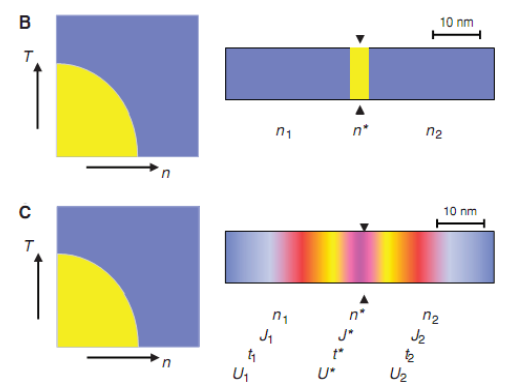 B
T
n
10 nm
n₁ n* n₂
C
T
n
10 nm
n₁ n* n₂
J₁ J* J₂
t₁ t* t₂
U₁ U* U₂